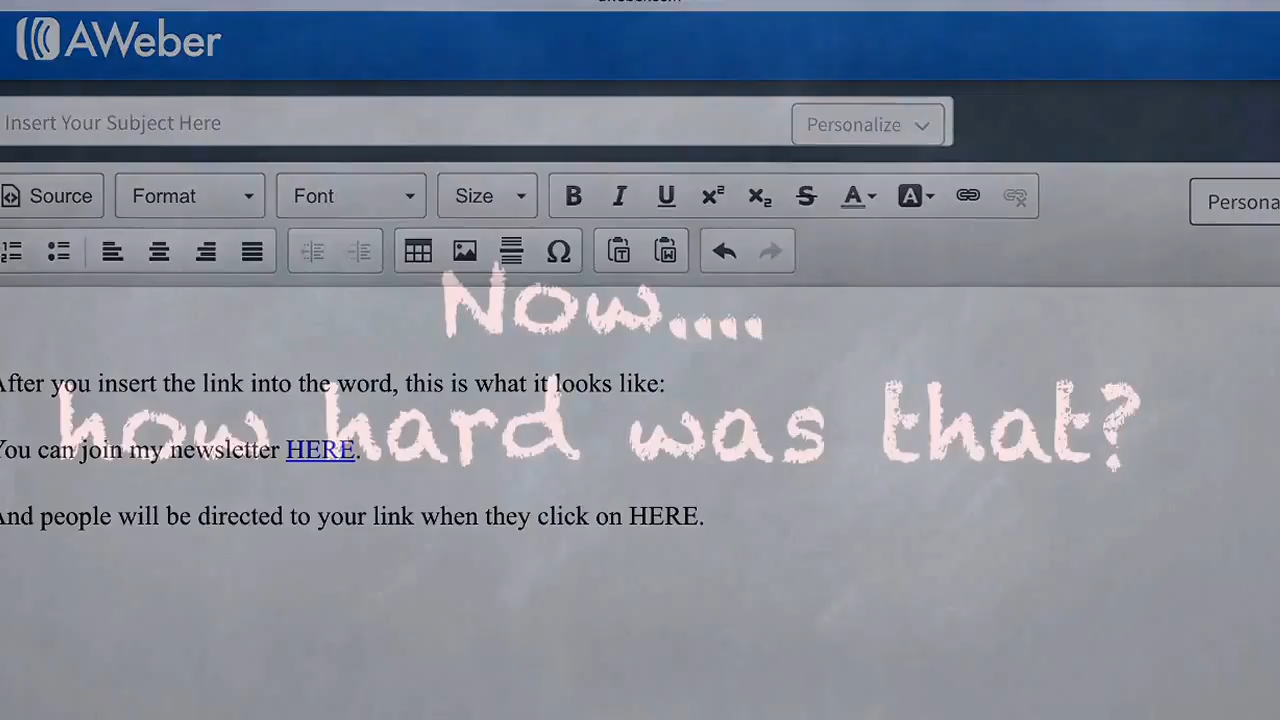 AWeber
Insert Your Subject Here
Personalize
Source Format Font Size B I U x² x₂ S A A
Ω T W
Now....
After you insert the link into the word, this is what it looks like:
how hard was that?
You can join my newsletter HERE.
And people will be directed to your link when they click on HERE.